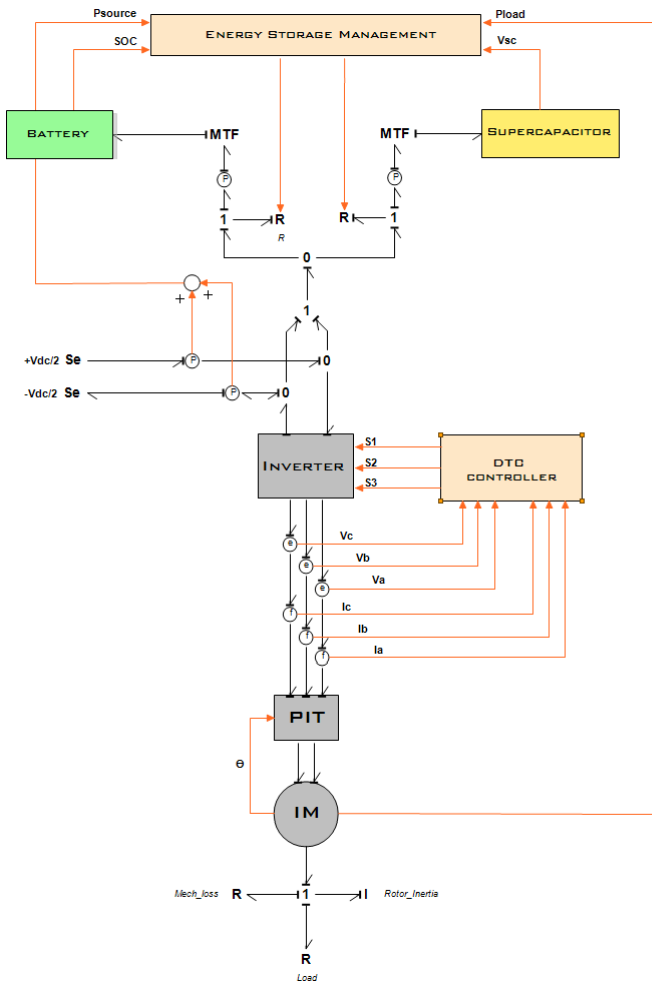 Psource
Pload
ENERGY STORAGE MANAGEMENT
SOC
Vsc
BATTERY
MTF
MTF
SUPERCAPACITOR
P
P
1
R
R
1
R
0
+
+
1
+Vdc/2 Se
P
0
-Vdc/2 Se
P
0
INVERTER
S1
S2
S3
DTC
CONTROLLER
Vc
e
Vb
e
Va
e
Ic
f
Ib
f
Ia
f
PIT
Θ
IM
Mech_loss R
1
I Rotor_Inertia
R
Load